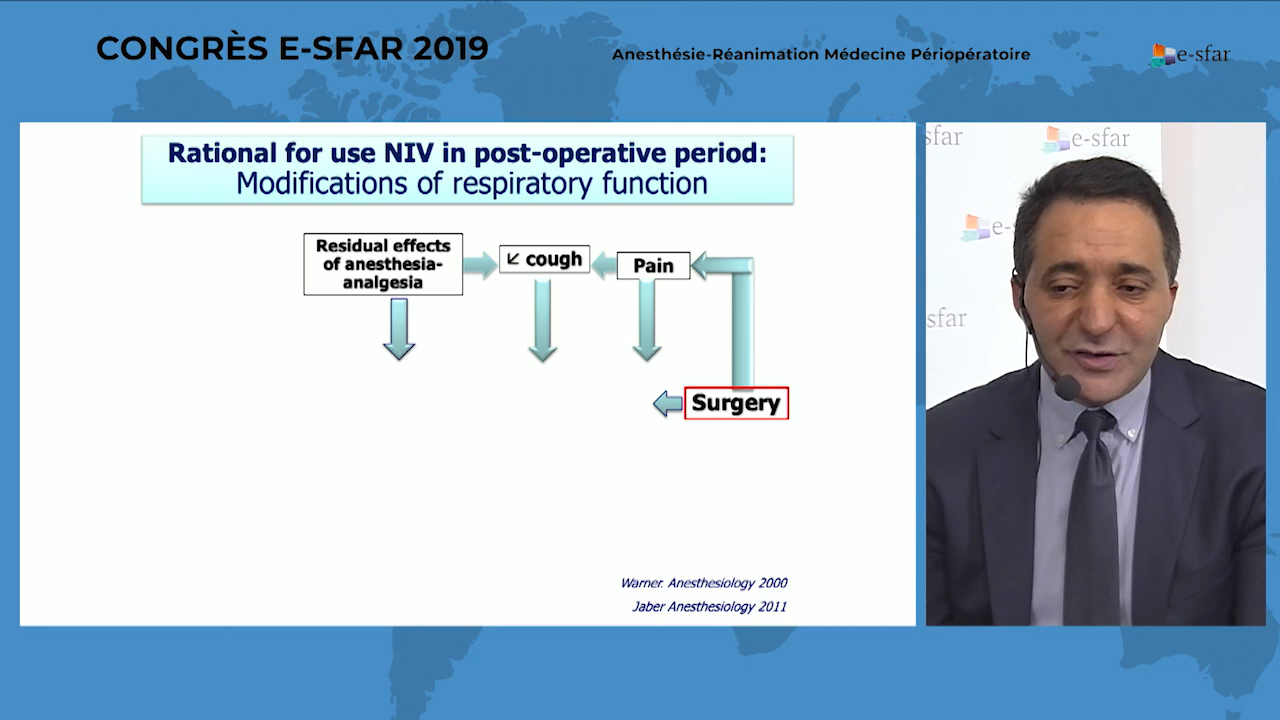 CONGRÈS E-SFAR 2019
Anesthésie-Réanimation Médecine Périopératoire
e-sfar
Rational for use NIV in post-operative period:
Modifications of respiratory function
Residual effects
of anesthesia-
analgesia
↙ cough
Pain
Surgery
Warner. Anesthesiology 2000
Jaber Anesthesiology 2011
sfar
e-sfar
e-s
sfar